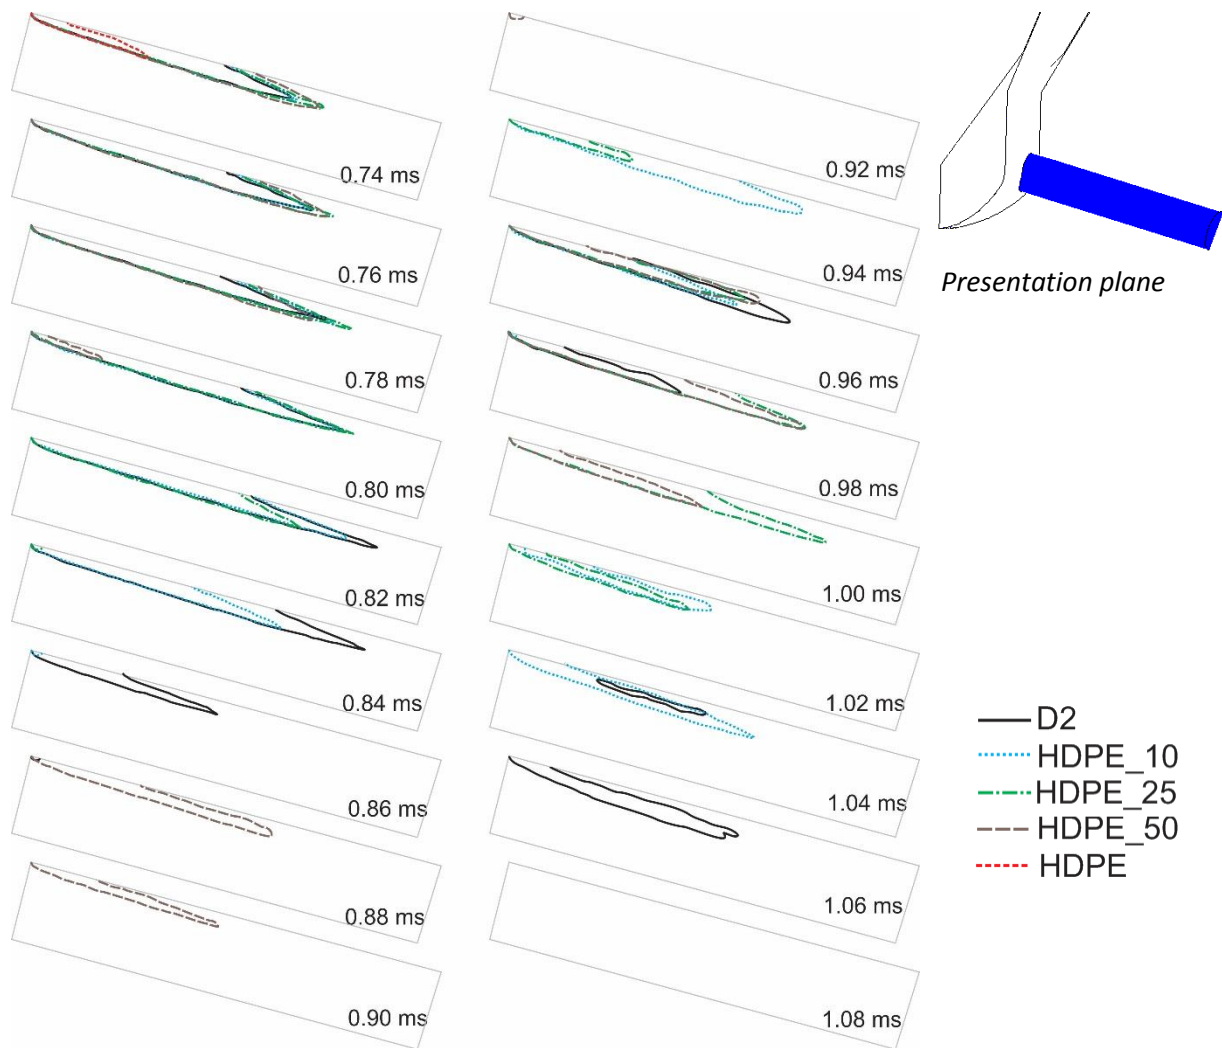 0.74 ms
0.76 ms
0.78 ms
0.80 ms
0.82 ms
0.84 ms
0.86 ms
0.88 ms
0.90 ms
0.92 ms
0.94 ms
0.96 ms
0.98 ms
1.00 ms
1.02 ms
1.04 ms
1.06 ms
1.08 ms
Presentation plane
D2
HDPE_10
HDPE_25
HDPE_50
HDPE